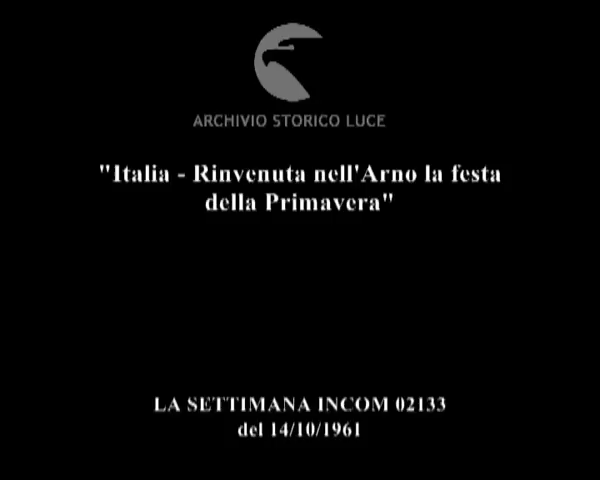 ARCHIVIO STORICO LUCE
"Italia - Rinvenuta nell'Arno la festa
della Primavera"
LA SETTIMANA INCOM 02133
del 14/10/1961